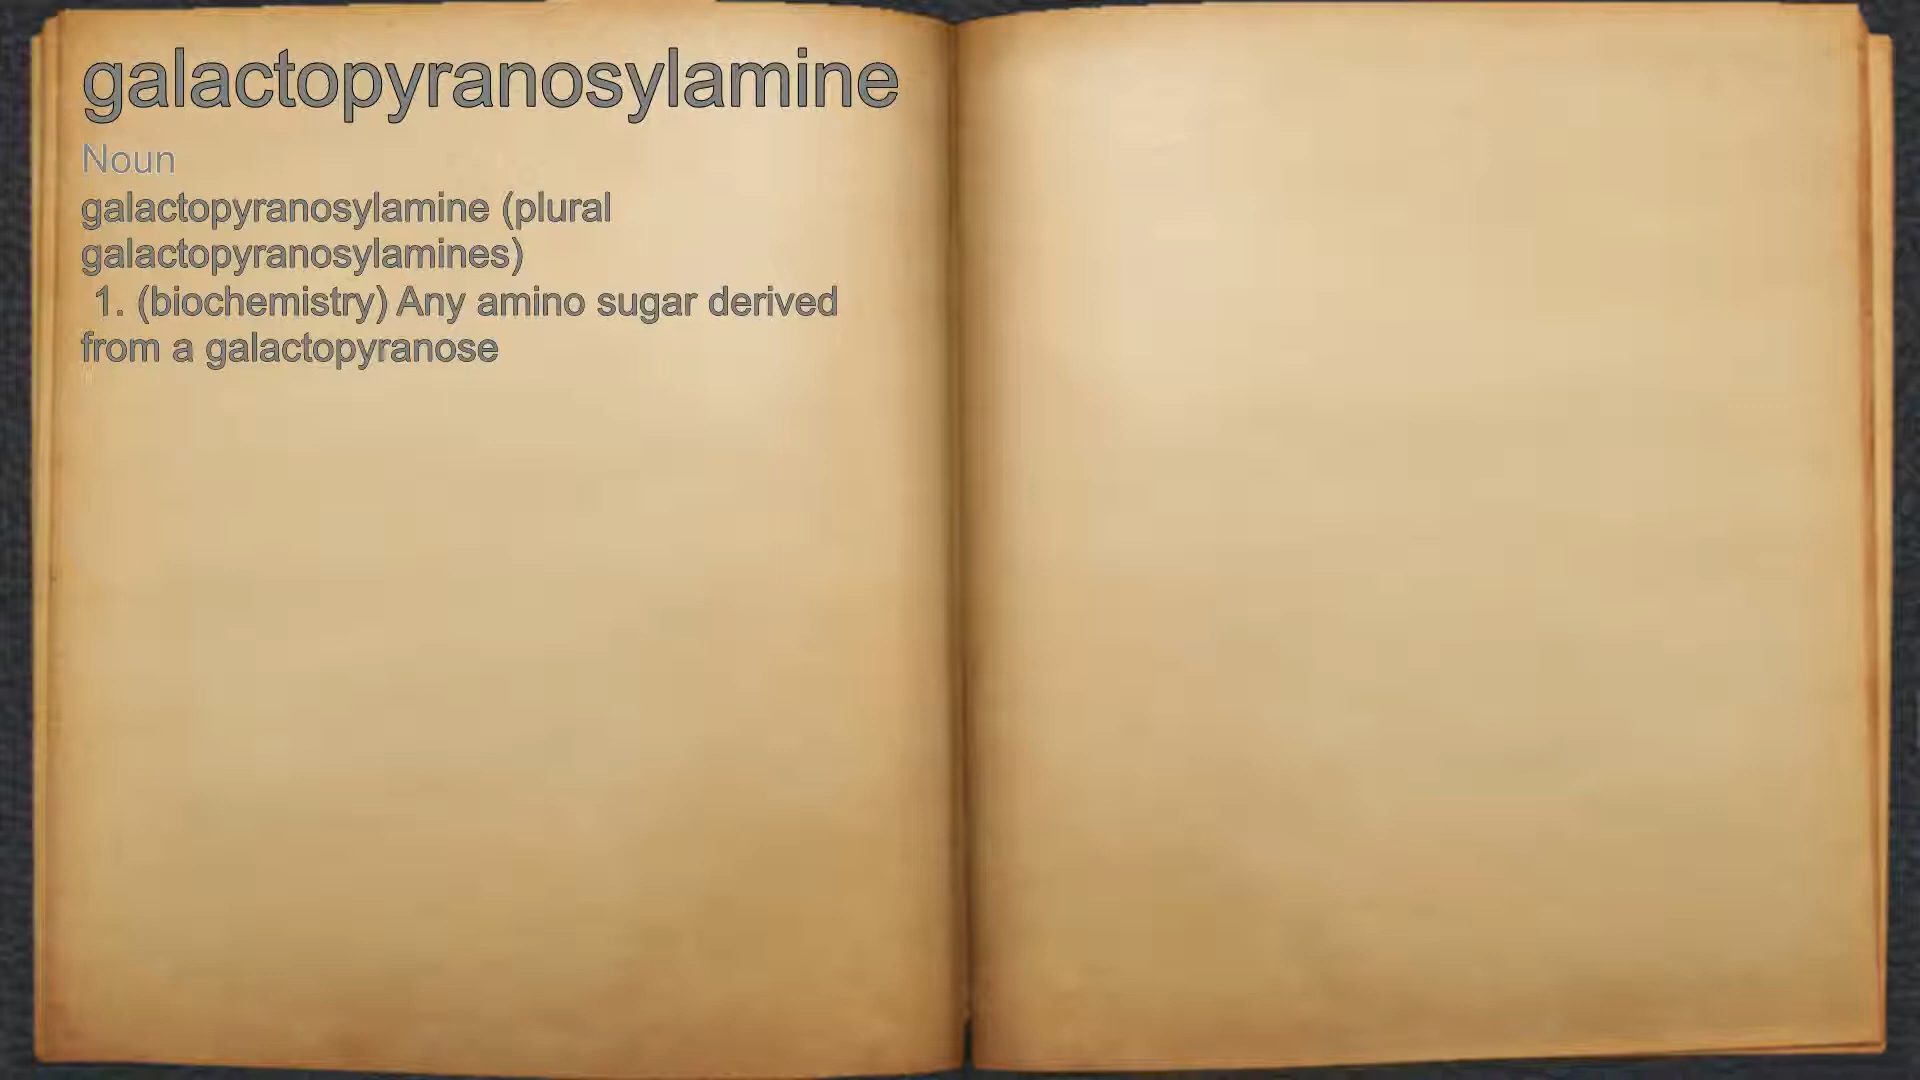 galactopyranosylamine
Noun
galactopyranosylamine (plural
galactopyranosylamines)
1. (biochemistry) Any amino sugar derived
from a galactopyranose